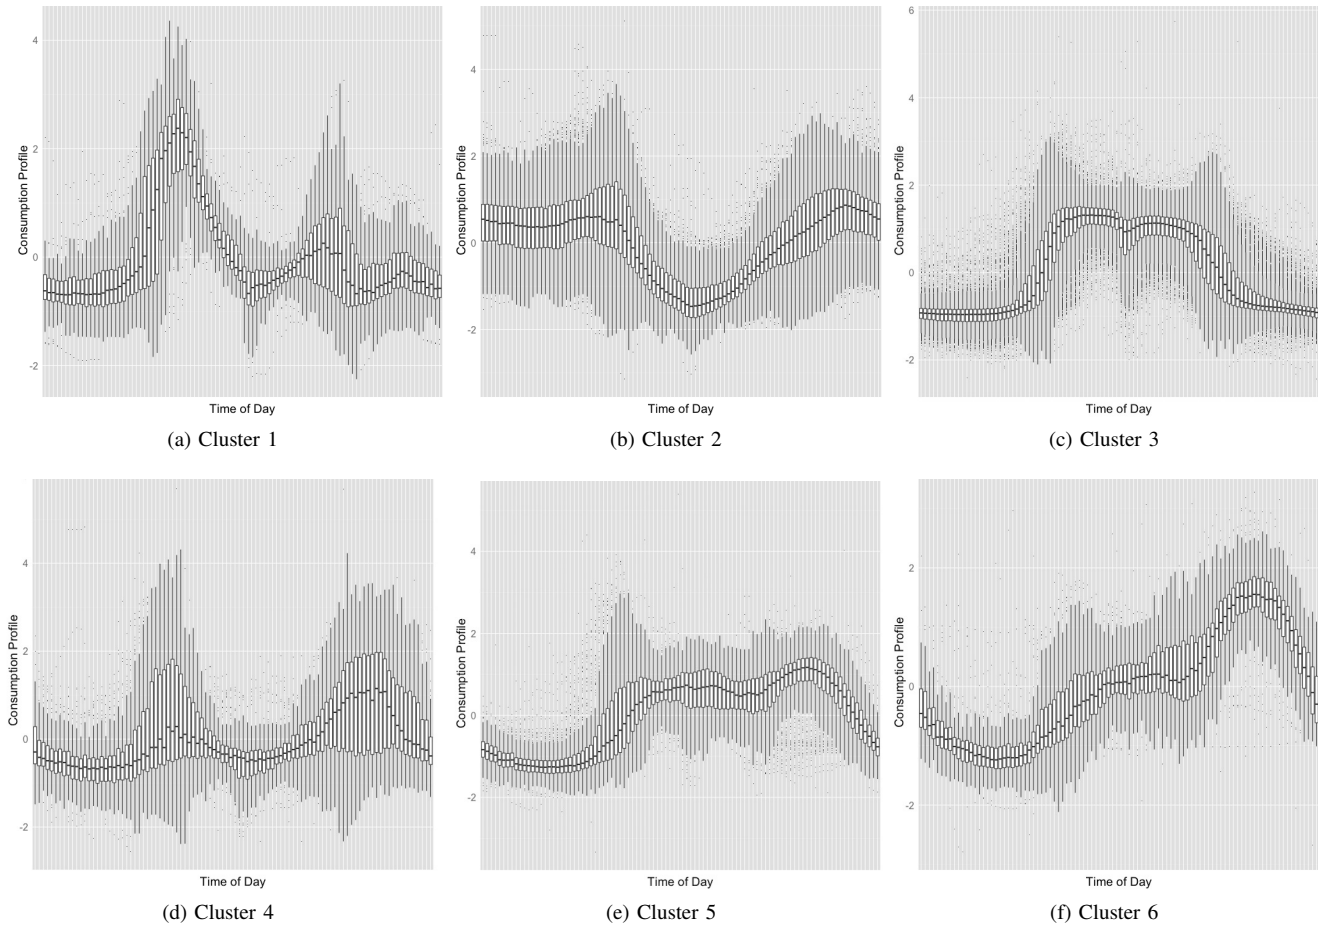 4
2
0
-2
Consumption Profile
Time of Day
(a) Cluster 1
4
2
0
-2
Consumption Profile
Time of Day
(b) Cluster 2
6
4
2
0
-2
Consumption Profile
Time of Day
(c) Cluster 3
4
2
0
-2
Consumption Profile
Time of Day
(d) Cluster 4
4
2
0
-2
Consumption Profile
Time of Day
(e) Cluster 5
2
0
-2
Consumption Profile
Time of Day
(f) Cluster 6